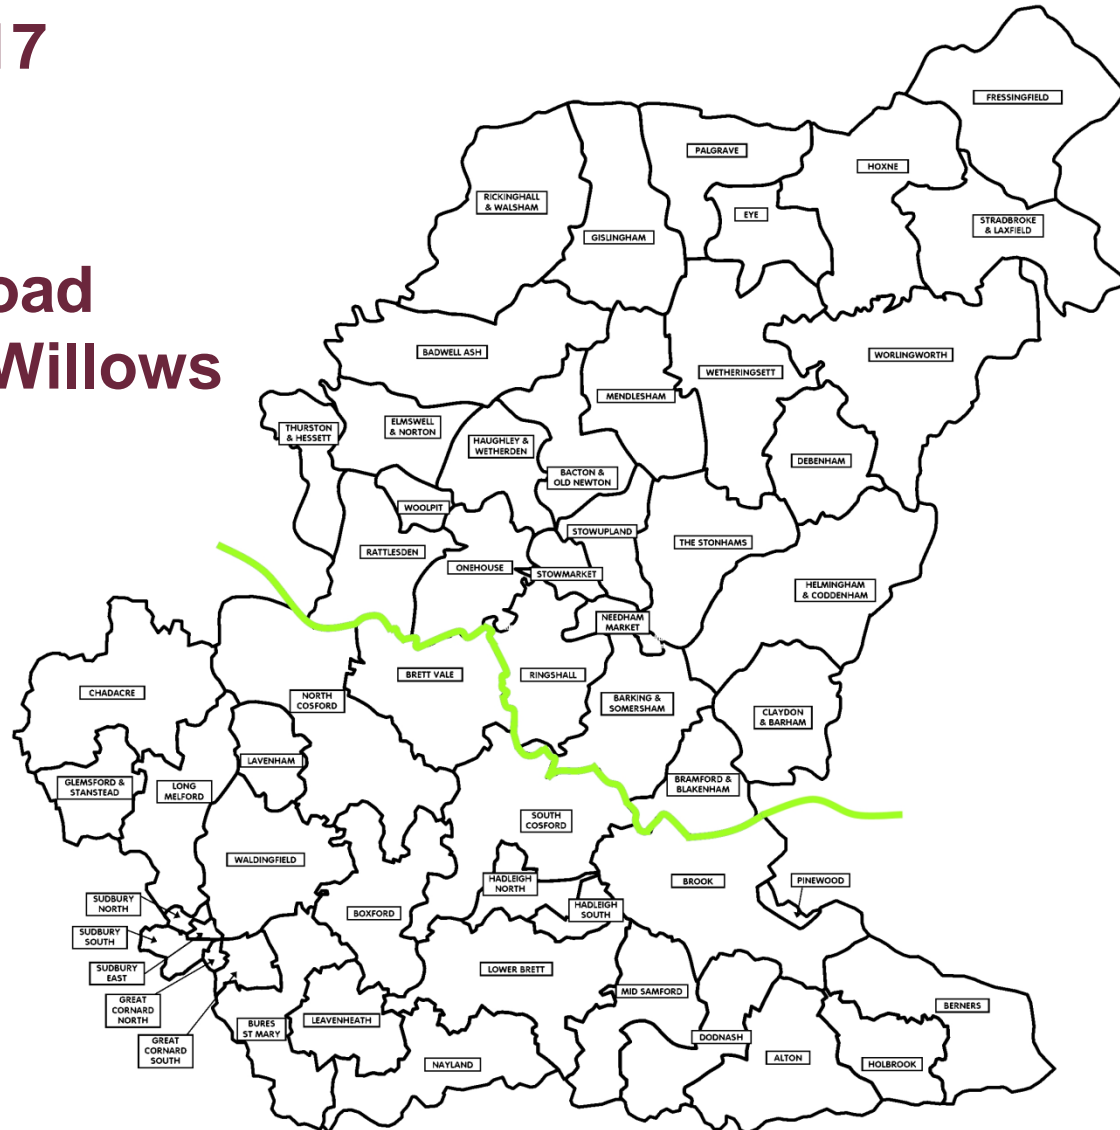 17
oad
Willows
FRESSINGFIELD
PALGRAVE
HOXNE
RICKINGHALL
& WALSHAM
EYE
STRADBROKE
& LAXFIELD
GISLINGHAM
BADWELL ASH
WORLINGWORTH
WETHERINGSETT
MENDLESHAM
THURSTON
& HESSETT
ELMSWELL
& NORTON
HAUGHLEY &
WETHERDEN
DEBENHAM
BACTON &
OLD NEWTON
WOOLPIT
STOWUPLAND
THE STONHAMS
RATTLESDEN
ONEHOUSE
STOWMARKET
HELMINGHAM
& CODDENHAM
NEEDHAM
MARKET
BRETT VALE
RINGSHALL
CHADACRE
NORTH
COSFORD
BARKING &
SOMERSHAM
CLAYDON
& BARHAM
LAVENHAM
GLEMSFORD &
STANSTEAD
LONG
MELFORD
BRAMFORD &
BLAKENHAM
SOUTH
COSFORD
WALDINGFIELD
HADLEIGH
NORTH
BROOK
PINEWOOD
SUDBURY
NORTH
BOXFORD
HADLEIGH
SOUTH
SUDBURY
SOUTH
SUDBURY
EAST
LOWER BRETT
MID SAMFORD
GREAT
CORNARD
NORTH
BERNERS
BURES
ST MARY
LEAVENHEATH
GREAT
CORNARD
SOUTH
DODNASH
ALTON
NAYLAND
HOLBROOK